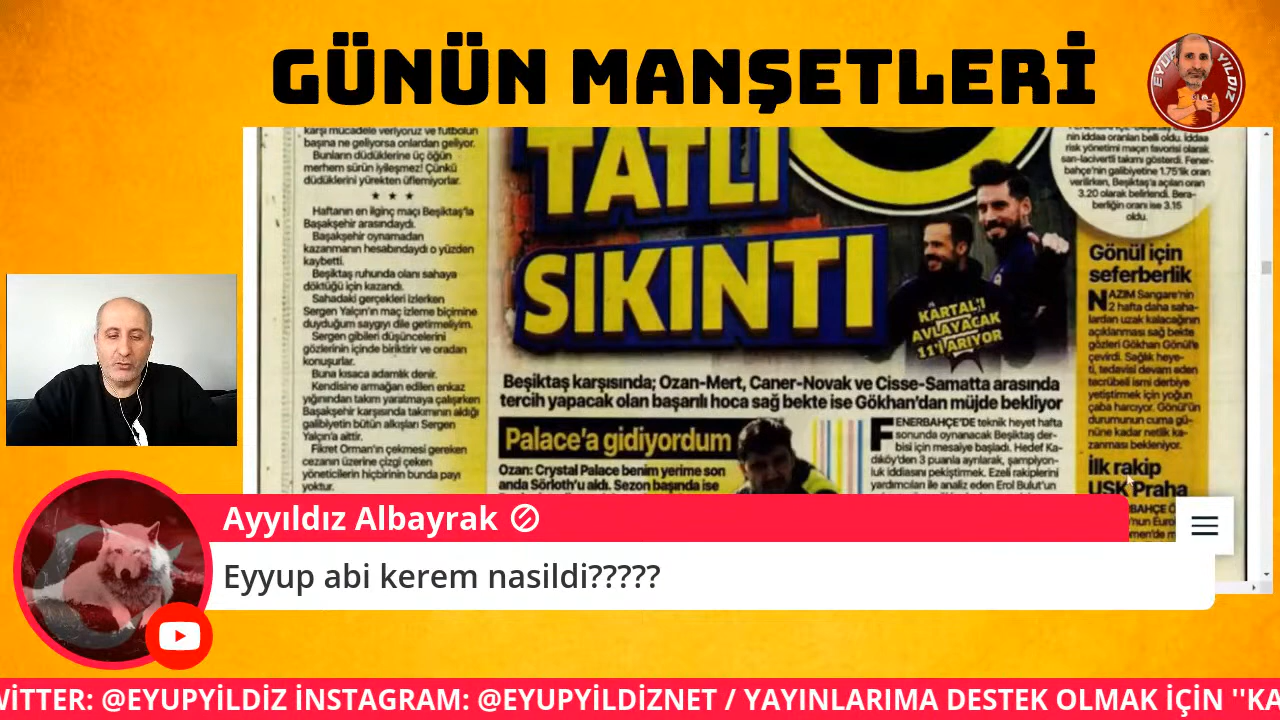 GÜNÜN MANŞETLERİ
EYUP YILDIZ
karşı mücadele veriyoruz ve futbolun
başına ne geliyorsa onlardan geliyor.
Bunların düdüklerine üç öğün
merhem sürün iyileşmez! Çünkü
düdüklerini yürekten üflemiyorlar.
Haftanın en ilginç maçı Beşiktaş'la
Başakşehir arasındaydı.
Başakşehir oynamadan
kazanmanın hesabındaydı o yüzden
kaybetti.
Beşiktaş ruhunda olanı sahaya
döktüğü için kazandı.
Sahadaki gerçekleri izlerken
Sergen Yalçın'ın maç izleme biçimine
duyduğum saygıyı dile getirmeliyim.
Sergen gibileri düşüncelerini
gözlerinin içinde biriktirir ve oradan
konuşurlar.
Buna kısaca adamlık denir.
Kendisine armağan edilen enkaz
yığınından takım yaratmaya çalışırken
Başakşehir karşısında takımının aldığı
galibiyetin bütün alkışları Sergen
Yalçın'a aittir.
Fikret Orman'ın çekmesi gereken
cezanın üzerine çizgi çeken
yöneticilerin hiçbirinin bunda payı
yoktur.
TATLI
SIKINTI
KARTAL'I
AVLAYACAK
11'İ ARIYOR
Beşiktaş karşısında; Ozan-Mert, Caner-Novak ve Cisse-Samatta arasında
tercih yapacak olan başarılı hoca sağ bekte ise Gökhan'dan müjde bekliyor
Palace'a gidiyordum
Ozan: Crystal Palace benim yerime son
anda Sörloth'u aldı. Sezon başında ise
FENERBAHÇE'DE teknik heyet hafta
sonunda oynanacak Beşiktaş der-
bisi için mesaiye başladı. Hedef Ka-
dıköy'den 3 puanla ayrılarak, şampiyon-
luk iddiasını pekiştirmek. Ezeli rakiplerini
yardımcıları ile analiz eden Erol Bulut'un
nin iddaa oranları belli oldu. İddaa
risk yönetimi maçın favorisi olarak
sarı-lacivertli takımı gösterdi. Fener-
bahçe'nin galibiyetine 1.75'lik oran
verilirken, Beşiktaş'a açılan oran
3.20 olarak belirlendi. Bera-
berliğin oranı ise 3.15
oldu.
Gönül için
seferberlik
NAZIM Sangare'nin
2 hafta daha saha-
lardan uzak kalacağının
açıklanması sağ bekte
gözleri Gökhan Gönül'e
çevirdi. Sağlık heye-
ti, tedavisi devam eden
tecrübeli ismi derbiye
yetiştirmek için yoğun
çaba harcıyor. Gönül'ün
durumunun cuma gü-
nüne kadar netlik ka-
zanması bekleniyor.
İlk rakip
USK Praha
Ayyıldız Albayrak
Eyyup abi kerem nasildi?????
WİTTER: @EYUPYİLDİZ İNSTAGRAM: @EYUPYİLDİZNET / YAYINLARIMA DESTEK OLMAK İÇİN ''KA